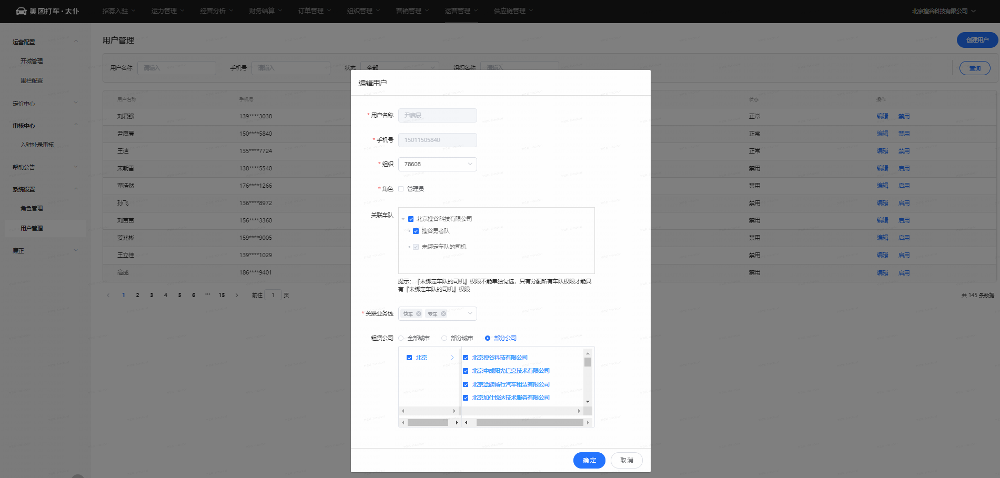 美团打车·太仆 招募入驻 运力管理 经营分析 财务结算 订单管理 组织管理 营销管理 运营管理 供应链管理 北京搜谷科技有限公司
运营配置
开城管理
围栏配置
定价中心
审核中心
入驻补录审核
帮助公告
系统设置
角色管理
用户管理
廉正
用户管理 创建用户
用户名称 请输入 手机号 请输入 状态 全部 组织名称 请输入 查询
用户名称 手机号 状态 操作
刘君强 139****3038 正常 编辑 禁用
尹庚晨 150****5840 正常 编辑 禁用
王迪 135****7724 正常 编辑 禁用
宋朝雷 138****5540 禁用 编辑 启用
董浩然 176****1266 禁用 编辑 启用
孙飞 136****8972 禁用 编辑 启用
刘苗苗 156****3360 禁用 编辑 启用
姜兆彬 159****9005 禁用 编辑 启用
王立佳 139****1029 禁用 编辑 启用
高成 186****9401 禁用 编辑 启用
1 2 3 4 5 6 ··· 15 前往 1 页 共 145 条数据
编辑用户
* 用户名称 尹庚晨
* 手机号 15011505840
* 组织 78608
* 角色 管理员
关联车队 北京搜谷科技有限公司
搜谷勇者队
未绑定车队的司机
提示：『未绑定车队的司机』权限不能单独勾选，只有分配所有车队权限才能具
有『未绑定车队的司机』权限
* 关联业务线 快车 专车
租赁公司 全部城市 部分城市 部分公司
北京 北京搜谷科技有限公司
北京中成阳光信息技术有限公司
北京漂族畅行汽车租赁有限公司
北京加仕悦达技术服务有限公司
确定 取消